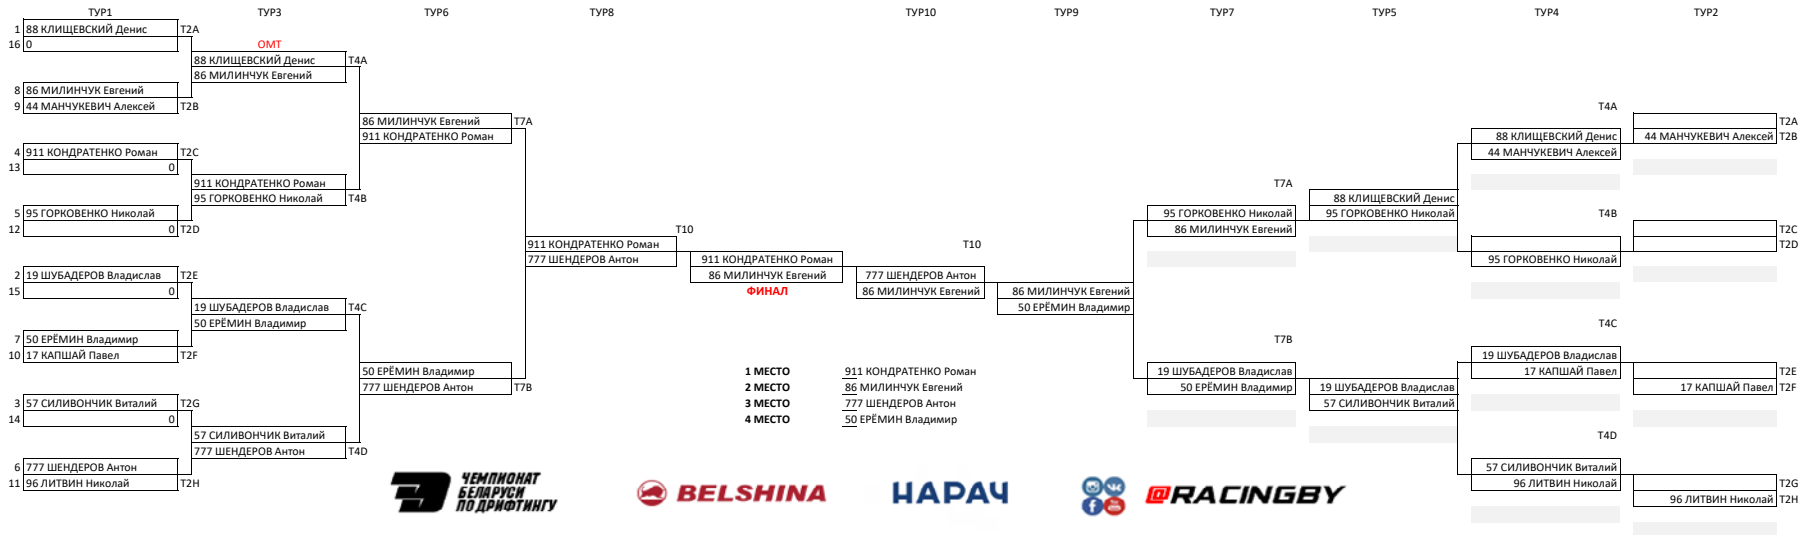 ТУР1 ТУР3 ТУР6 ТУР8 ТУР10 ТУР9 ТУР7 ТУР5 ТУР4 ТУР2
1 88 КЛИЩЕВСКИЙ Денис T2A
16 0 ОМТ
88 КЛИЩЕВСКИЙ Денис T4A
86 МИЛИНЧУК Евгений
8 86 МИЛИНЧУК Евгений
9 44 МАНЧУКЕВИЧ Алексей T2B T4A
86 МИЛИНЧУК Евгений T7A T2A
911 КОНДРАТЕНКО Роман 88 КЛИЩЕВСКИЙ Денис 44 МАНЧУКЕВИЧ Алексей T2B
4 911 КОНДРАТЕНКО Роман T2C 44 МАНЧУКЕВИЧ Алексей
13 0
911 КОНДРАТЕНКО Роман T7A
95 ГОРКОВЕНКО Николай T4B 88 КЛИЩЕВСКИЙ Денис
5 95 ГОРКОВЕНКО Николай 95 ГОРКОВЕНКО Николай 95 ГОРКОВЕНКО Николай T4B
12 0 T2D T10 86 МИЛИНЧУК Евгений T2C
911 КОНДРАТЕНКО Роман T10 T2D
777 ШЕНДЕРОВ Антон 911 КОНДРАТЕНКО Роман 95 ГОРКОВЕНКО Николай
2 19 ШУБАДЕРОВ Владислав T2E 86 МИЛИНЧУК Евгений 777 ШЕНДЕРОВ Антон
15 0 ФИНАЛ 86 МИЛИНЧУК Евгений 86 МИЛИНЧУК Евгений
19 ШУБАДЕРОВ Владислав T4C 50 ЕРЁМИН Владимир
50 ЕРЁМИН Владимир T4C
7 50 ЕРЁМИН Владимир T7B
10 17 КАПШАЙ Павел T2F 19 ШУБАДЕРОВ Владислав
50 ЕРЁМИН Владимир 1 МЕСТО 911 КОНДРАТЕНКО Роман 19 ШУБАДЕРОВ Владислав 17 КАПШАЙ Павел T2E
777 ШЕНДЕРОВ Антон T7B 2 МЕСТО 86 МИЛИНЧУК Евгений 50 ЕРЁМИН Владимир 19 ШУБАДЕРОВ Владислав 17 КАПШАЙ Павел T2F
3 57 СИЛИВОНЧИК Виталий T2G 3 МЕСТО 777 ШЕНДЕРОВ Антон 57 СИЛИВОНЧИК Виталий
14 0 4 МЕСТО 50 ЕРЁМИН Владимир
57 СИЛИВОНЧИК Виталий T4D
777 ШЕНДЕРОВ Антон T4D
6 777 ШЕНДЕРОВ Антон 57 СИЛИВОНЧИК Виталий
11 96 ЛИТВИН Николай T2H 96 ЛИТВИН Николай T2G
96 ЛИТВИН Николай T2H
ЧЕМПИОНАТ
БЕЛАРУСИ
ПО ДРИФТИНГУ
BELSHINA
НАРАЧ
@RACINGBY